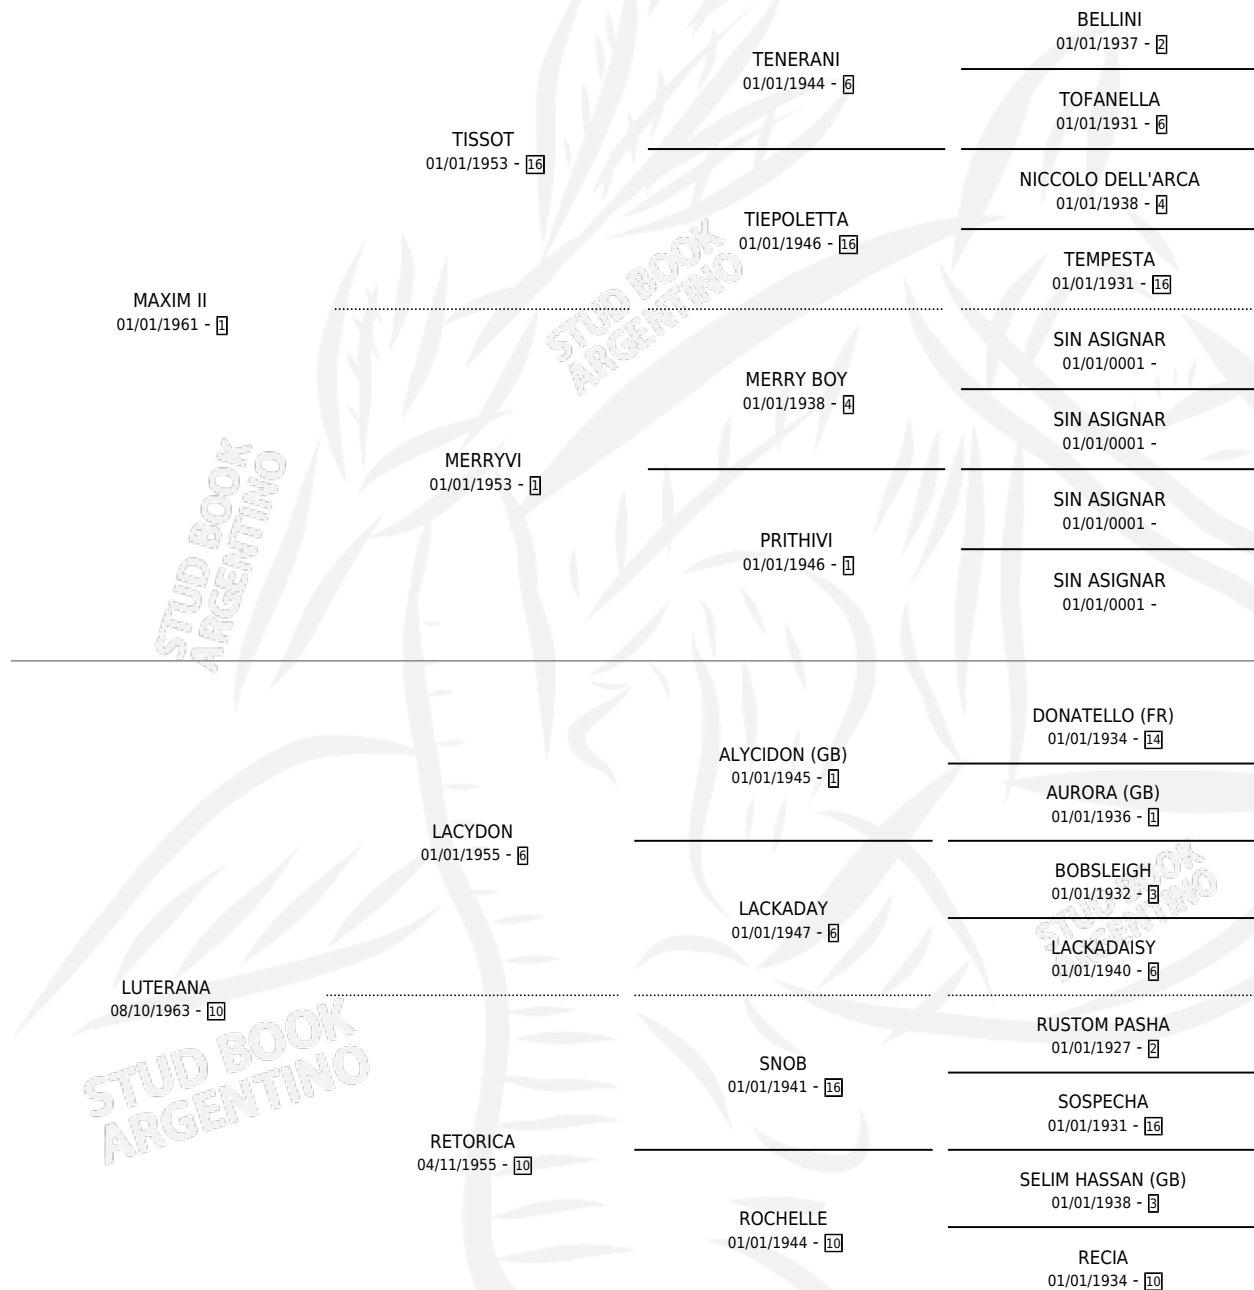 BELLINI
01/01/1937 - 2
TENERANI
01/01/1944 - 6
TOFANELLA
01/01/1931 - 6
TISSOT
01/01/1953 - 16
NICCOLO DELL'ARCA
01/01/1938 - 4
TIEPOLETTA
01/01/1946 - 16
TEMPESTA
01/01/1931 - 16
MAXIM II
01/01/1961 - 1
SIN ASIGNAR
01/01/0001 -
MERRY BOY
01/01/1938 - 4
SIN ASIGNAR
01/01/0001 -
MERRYVI
01/01/1953 - 1
SIN ASIGNAR
01/01/0001 -
PRITHIVI
01/01/1946 - 1
SIN ASIGNAR
01/01/0001 -
STUD BOOK
ARGENTINO
STUD BOOK
ARGENTINO
DONATELLO (FR)
01/01/1934 - 14
ALYCIDON (GB)
01/01/1945 - 1
AURORA (GB)
01/01/1936 - 1
LACYDON
01/01/1955 - 6
BOBSLEIGH
01/01/1932 - 3
LACKADAY
01/01/1947 - 6
LACKADAISY
01/01/1940 - 6
STUD BOOK
ARGENTINO
LUTERANA
08/10/1963 - 10
RUSTOM PASHA
01/01/1927 - 2
SNOB
01/01/1941 - 16
SOSPECHA
01/01/1931 - 16
STUD BOOK
ARGENTINO
RETORICA
04/11/1955 - 10
SELIM HASSAN (GB)
01/01/1938 - 3
ROCHELLE
01/01/1944 - 10
RECIA
01/01/1934 - 10